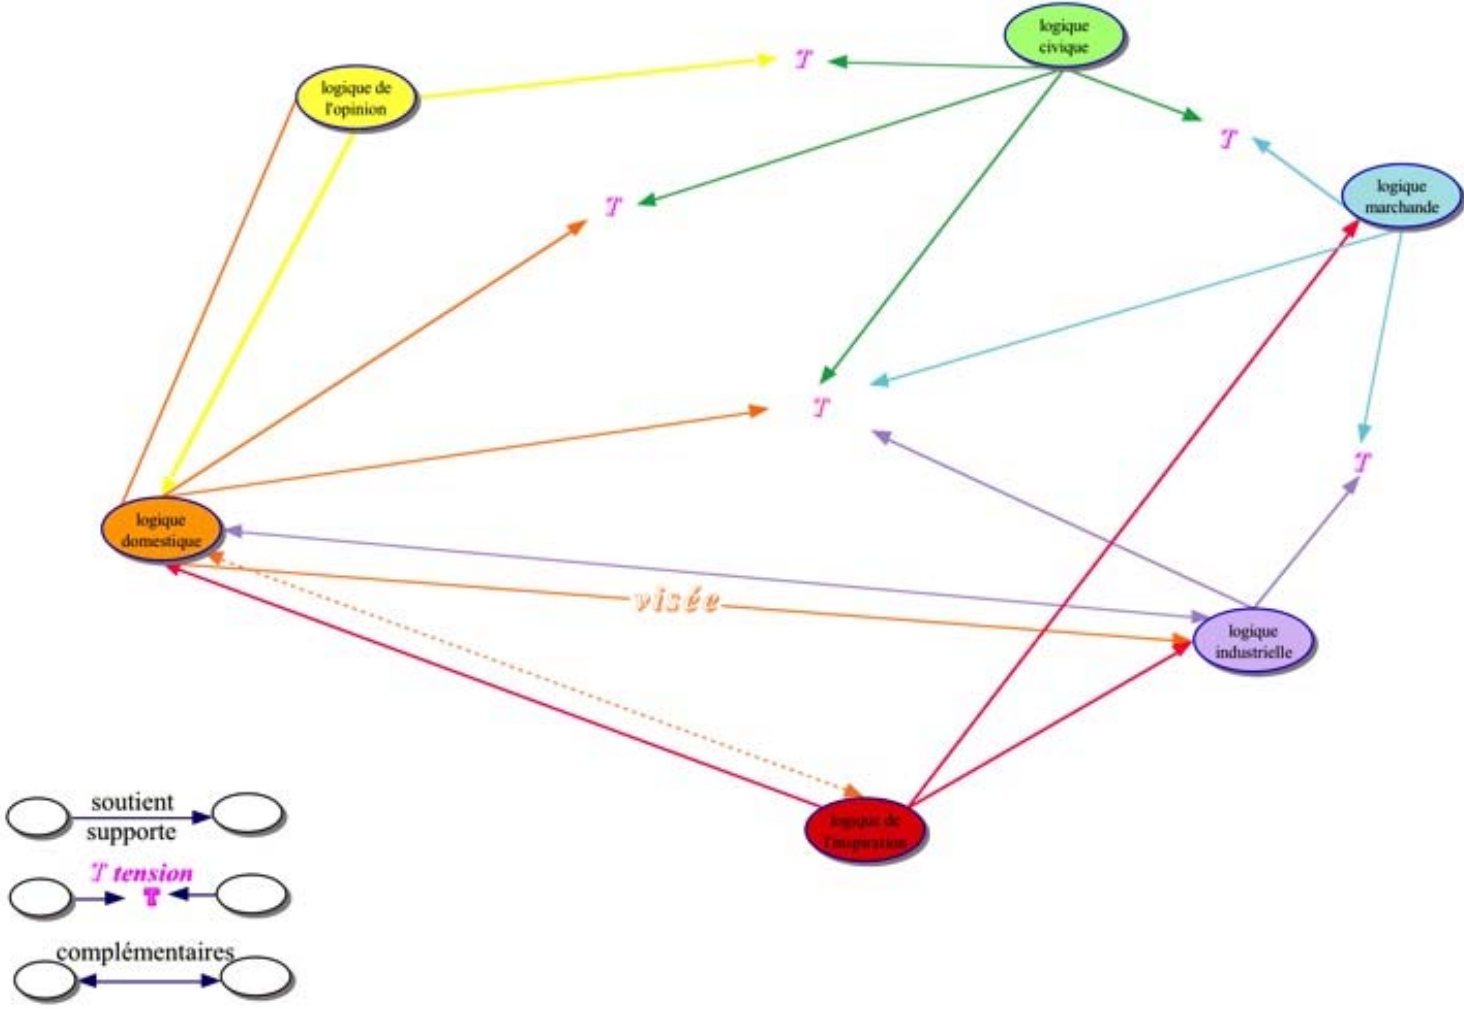 logique
civique
T
logique de
l'opinion
T
logique
marchande
T
T
T
logique
domestique
visée
logique
industrielle
logique de
l'inspiration
soutient
supporte
T tension
T
complémentaires